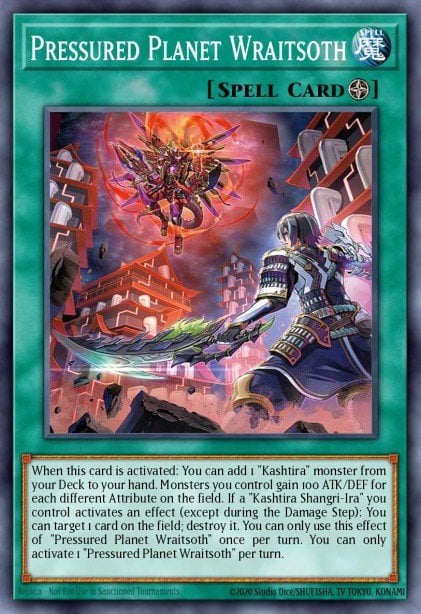 PRESSURED PLANET WRAITSOTH
SPELL
魔
[SPELL CARD]
When this card is activated: You can add 1 "Kashtira" monster from
your Deck to your hand. Monsters you control gain 100 ATK/DEF for
each different Attribute on the field. If a "Kashtira Shangri-Ira" you
control activates an effect (except during the Damage Step): You
can target 1 card on the field; destroy it. You can only use this effect
of "Pressured Planet Wraitsoth" once per turn. You can only
activate 1 "Pressured Planet Wraitsoth" per turn.
Replica - Not For Use in Sanctioned Tournaments
©2020 Studio Dice/SHUEISHA, TV TOKYO, KONAMI